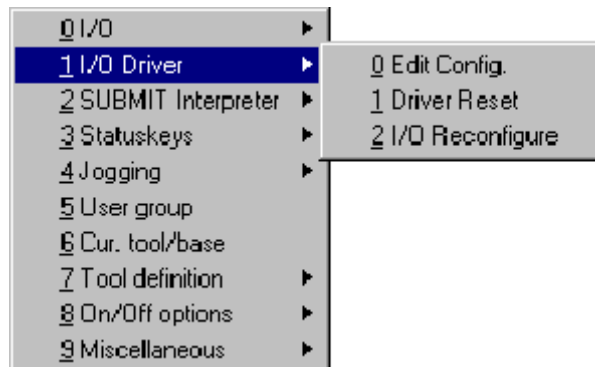 0 I/O
1 I/O Driver
2 SUBMIT Interpreter
3 Statuskeys
4 Jogging
5 User group
6 Cur. tool/base
7 Tool definition
8 On/Off options
9 Miscellaneous
0 Edit Config.
1 Driver Reset
2 I/O Reconfigure